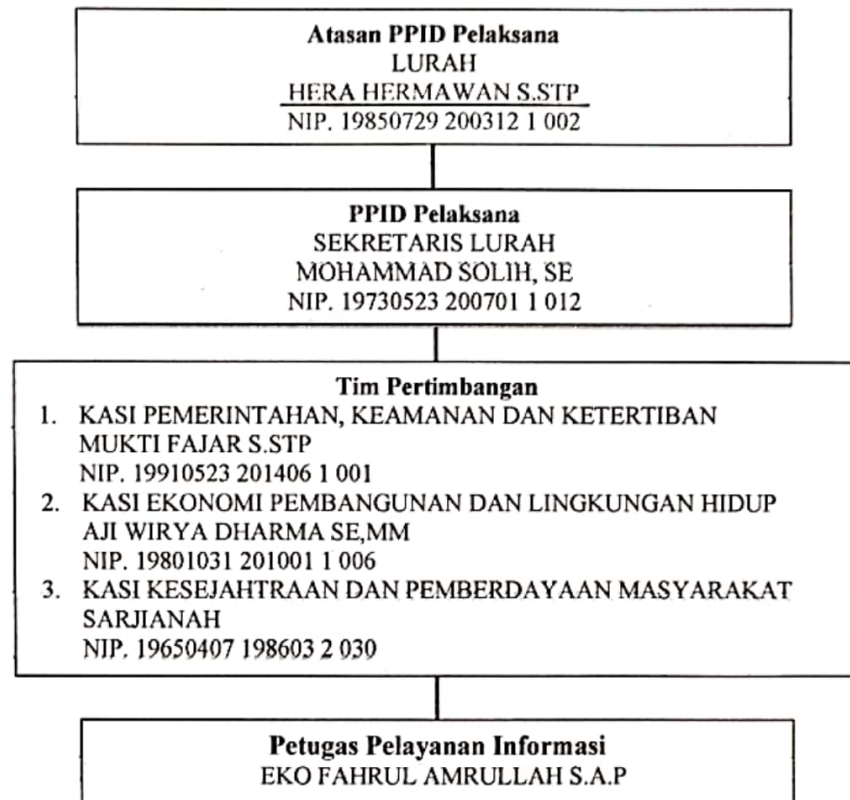 Atasan PPID Pelaksana
LURAH
HERA HERMAWAN S.STP
NIP. 19850729 200312 1 002
PPID Pelaksana
SEKRETARIS LURAH
MOHAMMAD SOLIH, SE
NIP. 19730523 200701 1 012
Tim Pertimbangan
1. KASI PEMERINTAHAN, KEAMANAN DAN KETERTIBAN
MUKTI FAJAR S.STP
NIP. 19910523 201406 1 001
2. KASI EKONOMI PEMBANGUNAN DAN LINGKUNGAN HIDUP
AJI WIRYA DHARMA SE,MM
NIP. 19801031 201001 1 006
3. KASI KESEJAHTRAAN DAN PEMBERDAYAAN MASYARAKAT
SARJIANAH
NIP. 19650407 198603 2 030
Petugas Pelayanan Informasi
EKO FAHRUL AMRULLAH S.A.P